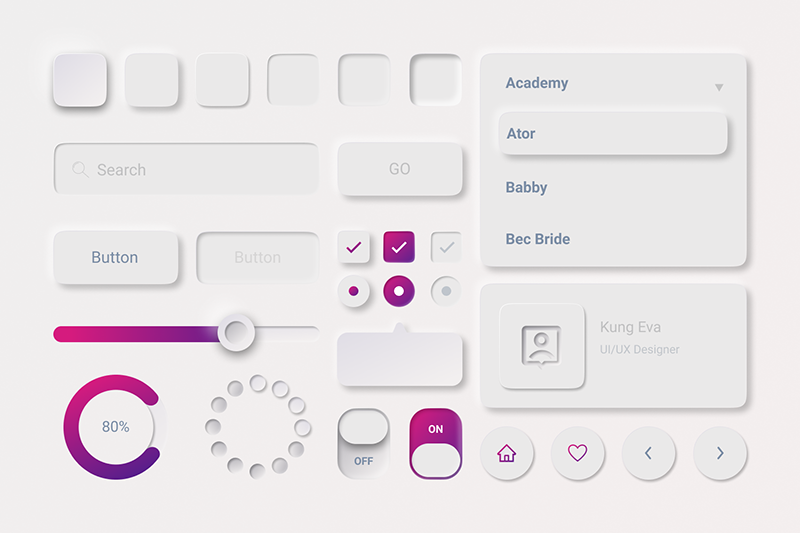 Search
GO
Button
Button
80%
OFF
ON
Academy
Ator
Babby
Bec Bride
Kung Eva
UI/UX Designer